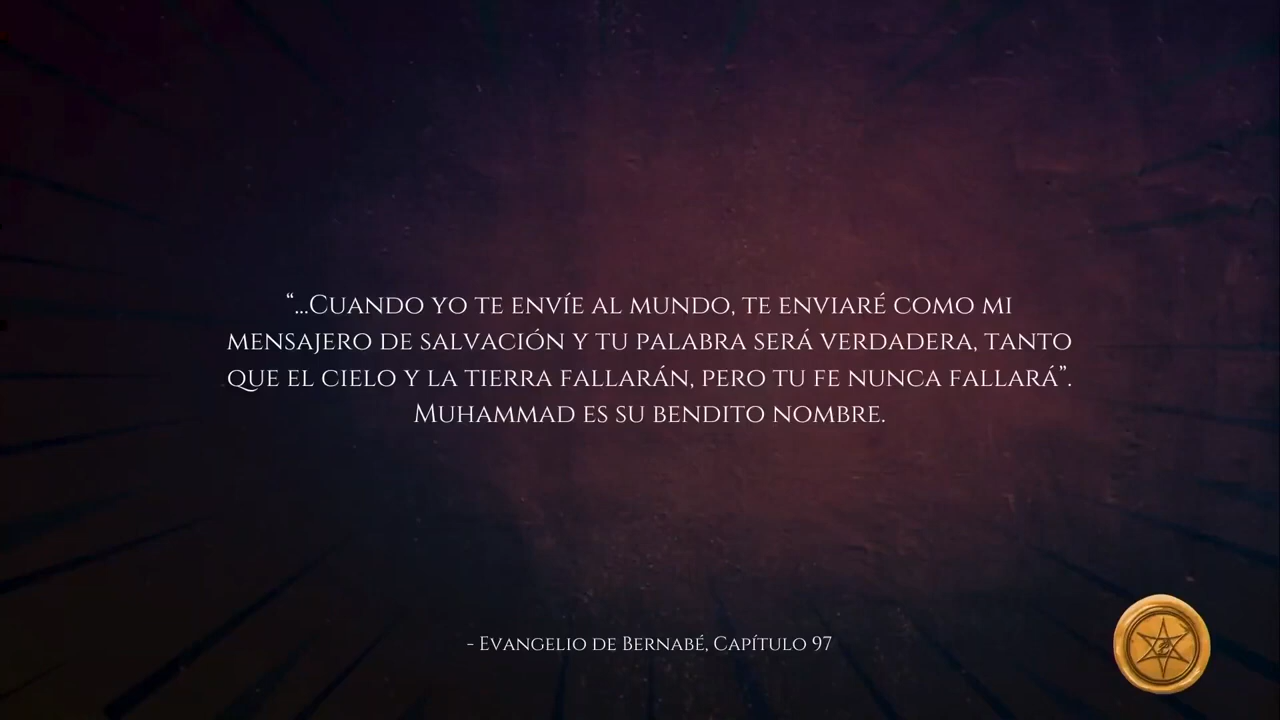 “...Cuando yo te envíe al mundo, te enviaré como mi
mensajero de salvación y tu palabra será verdadera, tanto
que el cielo y la tierra fallarán, pero tu fe nunca fallará”.
Muhammad es su bendito nombre.
- Evangelio de Bernabé, Capítulo 97